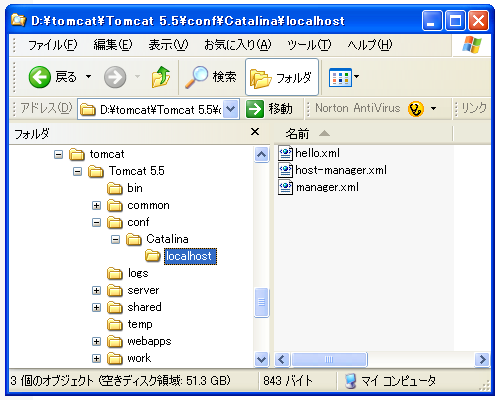 D:¥tomcat¥Tomcat 5.5¥conf¥Catalina¥localhost
ファイル(F) 編集(E) 表示(V) お気に入り(A) ツール(T) ヘルプ(H)
戻る 検索 フォルダ
アドレス(D) D:¥tomcat¥Tomcat 5.5¥c 移動 Norton AntiVirus リンク
フォルダ
名前
tomcat
Tomcat 5.5
bin
common
conf
Catalina
localhost
logs
server
shared
temp
webapps
work
hello.xml
host-manager.xml
manager.xml
3 個のオブジェクト (空きディスク領域: 51.3 GB) 843 バイト マイ コンピュータ